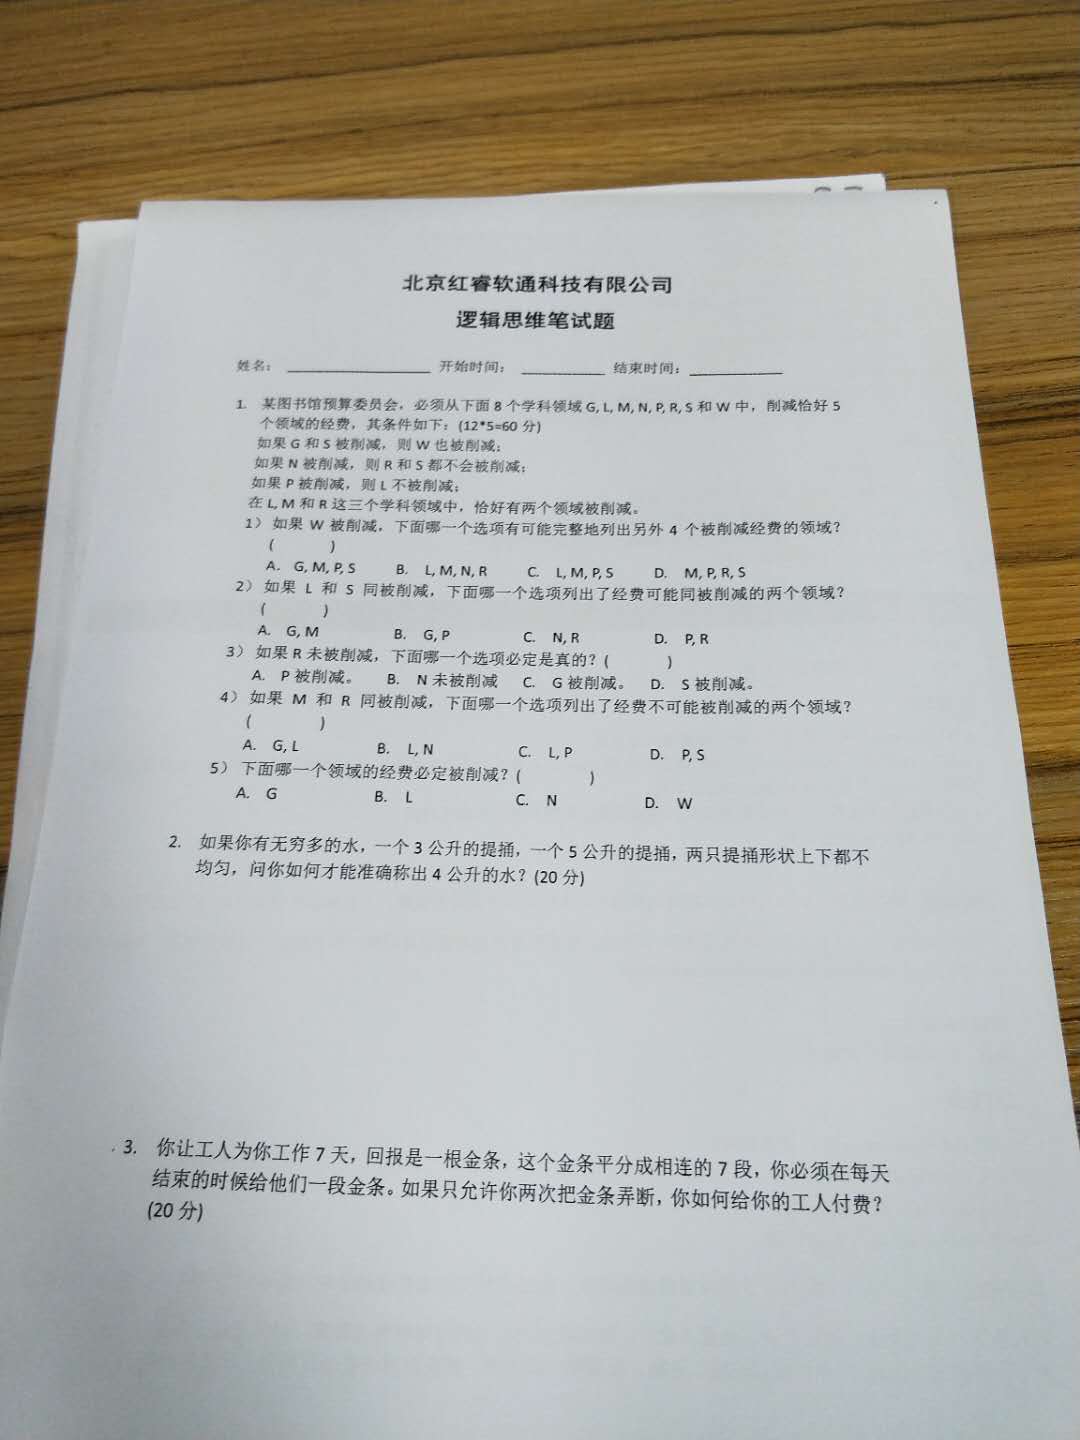 北京红睿软通科技有限公司
逻辑思维笔试题
姓名： 开始时间： 结束时间：
1. 某图书馆预算委员会，必须从下面 8 个学科领域 G, L, M, N, P, R, S 和 W 中，削减恰好 5
个领域的经费，其条件如下：(12*5=60 分)
如果 G 和 S 被削减，则 W 也被削减；
如果 N 被削减，则 R 和 S 都不会被削减；
如果 P 被削减，则 L 不被削减；
在 L, M 和 R 这三个学科领域中，恰好有两个领域被削减。
1） 如果 W 被削减，下面哪一个选项有可能完整地列出另外 4 个被削减经费的领域？
( )
A. G, M, P, S B. L, M, N, R C. L, M, P, S D. M, P, R, S
2） 如果 L 和 S 同被削减，下面哪一个选项列出了经费可能同被削减的两个领域？
( )
A. G, M B. G, P C. N, R D. P, R
3） 如果 R 未被削减，下面哪一个选项必定是真的？( )
A. P 被削减。 B. N 未被削减 C. G 被削减。 D. S 被削减。
4） 如果 M 和 R 同被削减，下面哪一个选项列出了经费不可能被削减的两个领域？
( )
A. G, L B. L, N C. L, P D. P, S
5） 下面哪一个领域的经费必定被削减？( )
A. G B. L C. N D. W
2. 如果你有无穷多的水，一个 3 公升的提捅，一个 5 公升的提捅，两只提捅形状上下都不
均匀，问你如何才能准确称出 4 公升的水？(20 分)
3. 你让工人为你工作 7 天，回报是一根金条，这个金条平分成相连的 7 段，你必须在每天
结束的时候给他们一段金条。如果只允许你两次把金条弄断，你如何给你的工人付费？
(20 分)